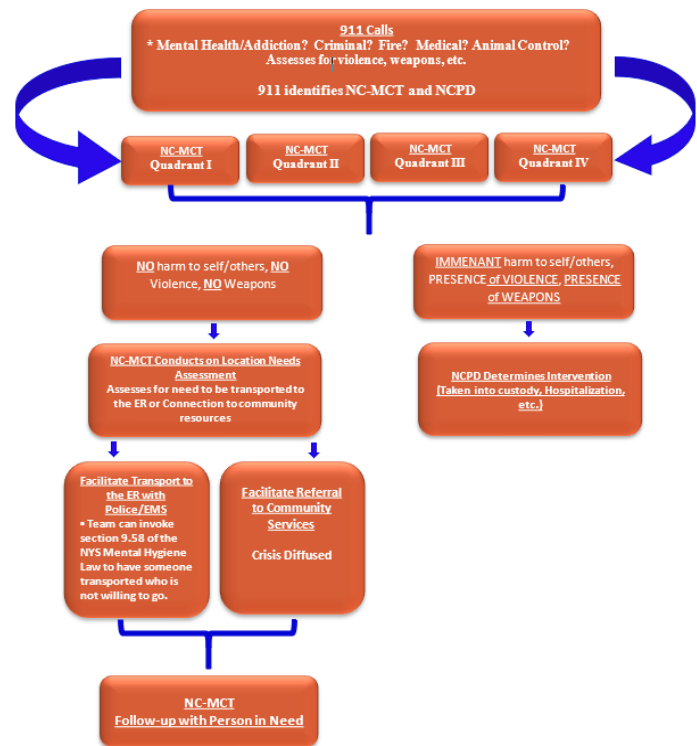 911 Calls
* Mental Health/Addiction? Criminal? Fire? Medical? Animal Control?
Assesses for violence, weapons, etc.
911 identifies NC-MCT and NCPD
NC-MCT
Quadrant I
NC-MCT
Quadrant II
NC-MCT
Quadrant III
NC-MCT
Quadrant IV
NO harm to self/others, NO
Violence, NO Weapons
IMMENANT harm to self/others,
PRESENCE of VIOLENCE, PRESENCE
of WEAPONS
NC-MCT Conducts on Location Needs
Assessment
Assesses for need to be transported to
the ER or Connection to community
resources
NCPD Determines Intervention
(Taken into custody, Hospitalization,
etc.)
Facilitate Transport to
the ER with
Police/EMS
▪ Team can invoke
section 9.58 of the
NYS Mental Hygiene
Law to have someone
transported who is
not willing to go.
Facilitate Referral
to Community
Services
Crisis Diffused
NC-MCT
Follow-up with Person in Need